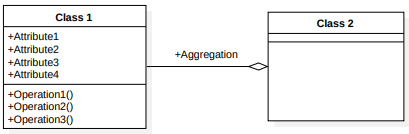 Class 1
+Attribute1
+Attribute2
+Attribute3
+Attribute4
+Operation1()
+Operation2()
+Operation3()
+Aggregation
Class 2